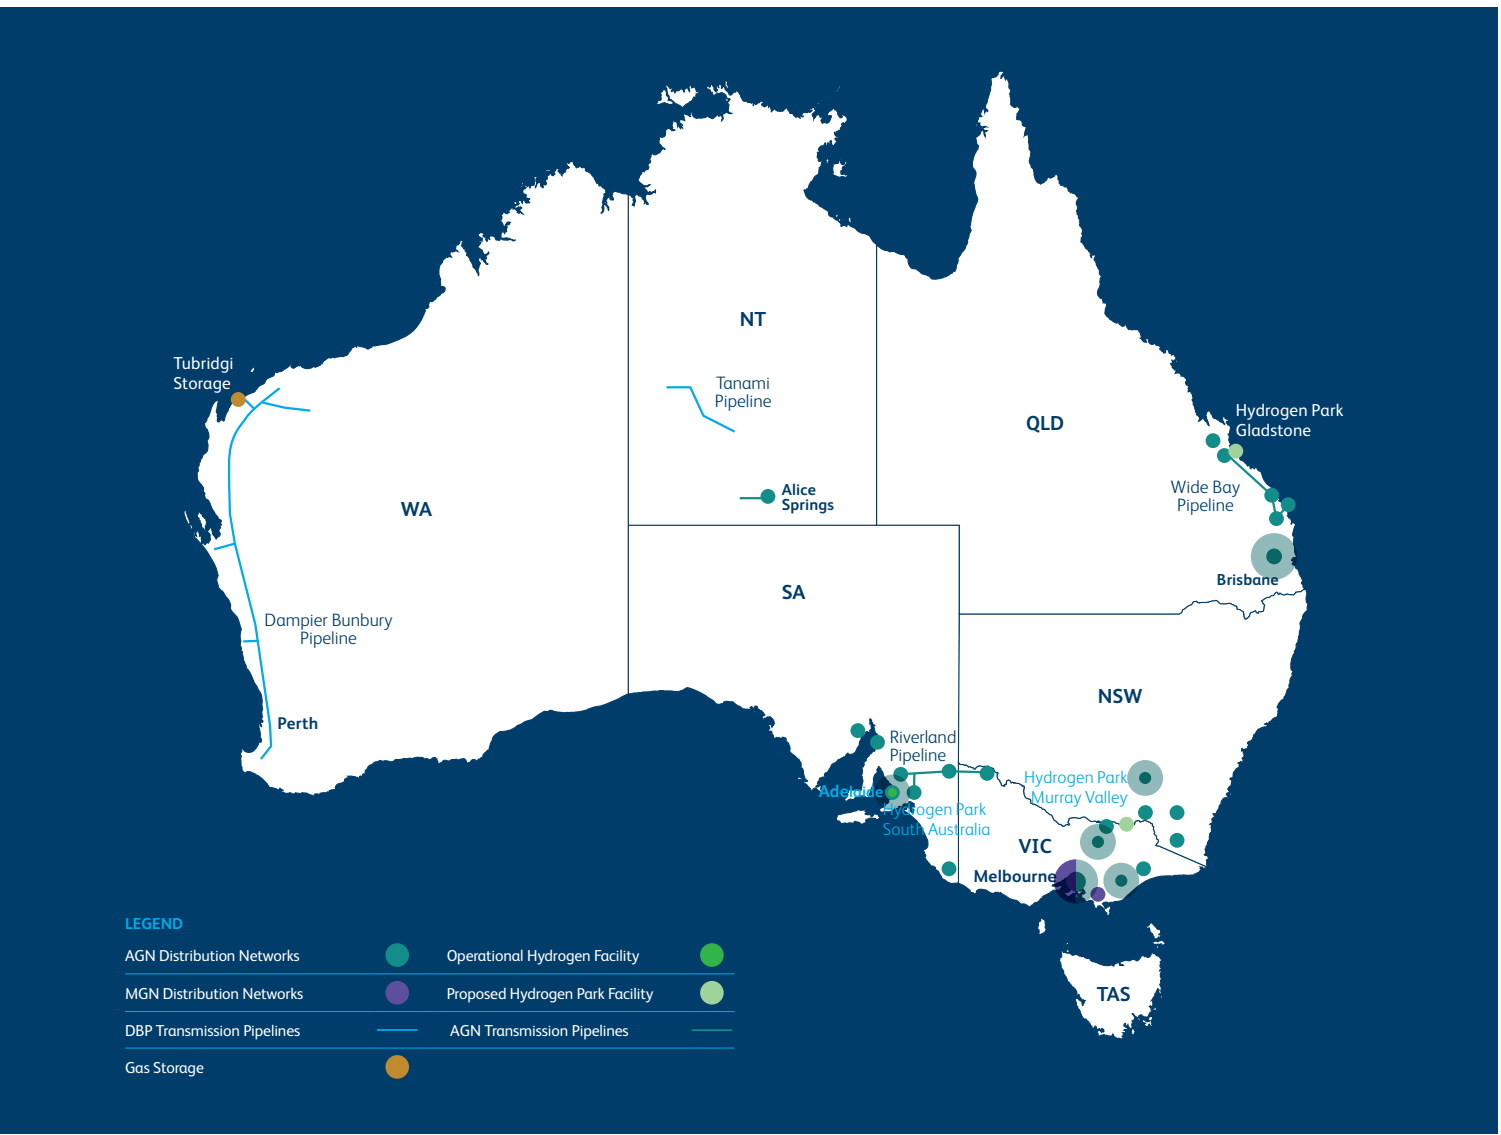 NT
Tubridgi
Storage
Tanami
Pipeline
Hydrogen Park
Gladstone
QLD
Wide Bay
Pipeline
Alice
Springs
WA
Brisbane
SA
Dampier Bunbury
Pipeline
NSW
Perth
Riverland
Pipeline
Hydrogen Park
Murray Valley
Adelaide
Hydrogen Park
South Australia
VIC
Melbourne
TAS
LEGEND
AGN Distribution Networks
Operational Hydrogen Facility
MGN Distribution Networks
Proposed Hydrogen Park Facility
DBP Transmission Pipelines
AGN Transmission Pipelines
Gas Storage